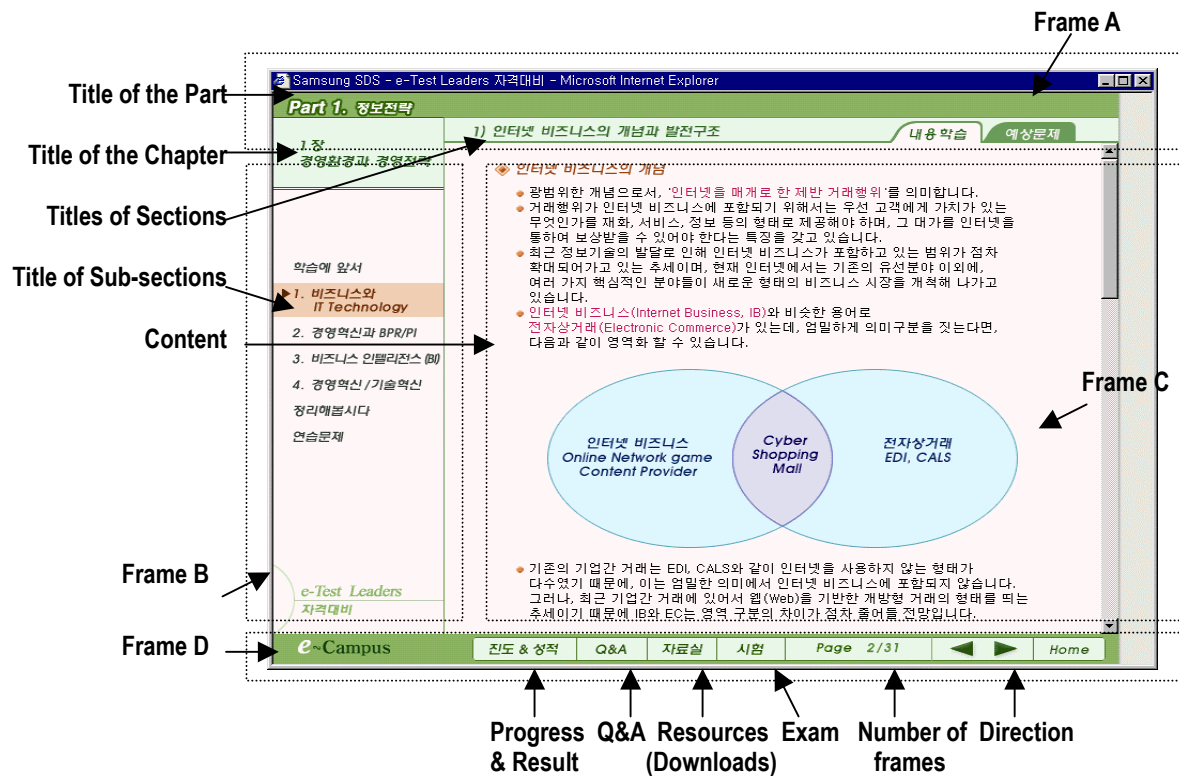 Frame A
Samsung SDS - e-Test Leaders 자격대비 - Microsoft Internet Explorer
Title of the Part
Part 1. 정보전략
1) 인터넷 비즈니스의 개념과 발전구조
내용학습
예상문제
1.장
경영환경과 경영전략
Title of the Chapter
Titles of Sections
Title of Sub-sections
Content
학습에 앞서
1. 비즈니스와
IT Technology
2. 경영혁신과 BPR/PI
3. 비즈니스 인텔리전스 (BI)
4. 경영혁신/기술혁신
정리해봅시다
연습문제
인터넷 비즈니스의 개념
광범위한 개념으로서, '인터넷을 매개로 한 제반 거래행위'를 의미합니다.
거래행위가 인터넷 비즈니스에 포함되기 위해서는 우선 고객에게 가치가 있는
무엇인가를 재화, 서비스, 정보 등의 형태로 제공해야 하며, 그 대가를 인터넷을
통하여 보상받을 수 있어야 한다는 특징을 갖고 있습니다.
최근 정보기술의 발달로 인해 인터넷 비즈니스가 포함하고 있는 범위가 점차
확대되어가고 있는 추세이며, 현재 인터넷에서는 기존의 유선분야 이외에,
여러 가지 핵심적인 분야들이 새로운 형태의 비즈니스 시장을 개척해 나가고
있습니다.
인터넷 비즈니스(Internet Business, IB)와 비슷한 용어로
전자상거래(Electronic Commerce)가 있는데, 엄밀하게 의미구분을 짓는다면,
다음과 같이 영역화 할 수 있습니다.
Frame C
인터넷 비즈니스
Online Network game
Content Provider
Cyber
Shopping
Mall
전자상거래
EDI, CALS
기존의 기업간 거래는 EDI, CALS와 같이 인터넷을 사용하지 않는 형태가
다수였기 때문에, 이는 엄밀한 의미에서 인터넷 비즈니스에 포함되지 않습니다.
그러나, 최근 기업간 거래에 있어서 웹(Web)을 기반한 개방형 거래의 형태를 띄는
추세이기 때문에 IB와 EC는 영역 구분의 차이가 점차 줄어들 전망입니다.
Frame B
e-Test Leaders
자격대비
Frame D
e~Campus
진도 & 성적
Q&A
자료실
시험
Page 2/31
Home
Progress
& Result
Q&A
Resources
(Downloads)
Exam
Number of
frames
Direction